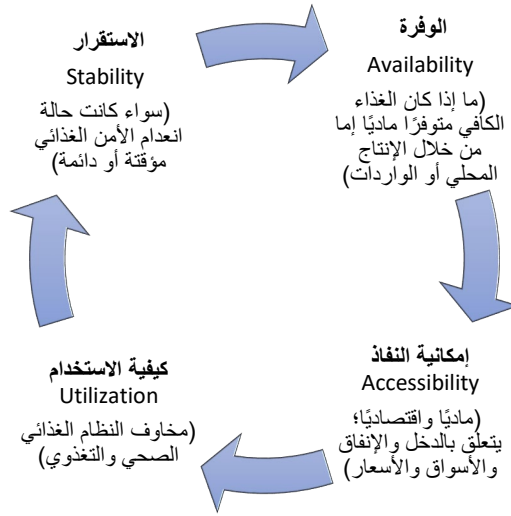 الوفرة
Availability
(ما إذا كان الغذاء
الكافي متوفرًا ماديًا إما
من خلال الإنتاج
المحلي أو الواردات)
إمكانية النفاذ
Accessibility
(ماديًا واقتصاديًا؛
يتعلق بالدخل والإنفاق
والأسواق والأسعار)
كيفية الاستخدام
Utilization
(مخاوف النظام الغذائي
الصحي والتغذوي)
الاستقرار
Stability
(سواء كانت حالة
انعدام الأمن الغذائي
مؤقتة أو دائمة)